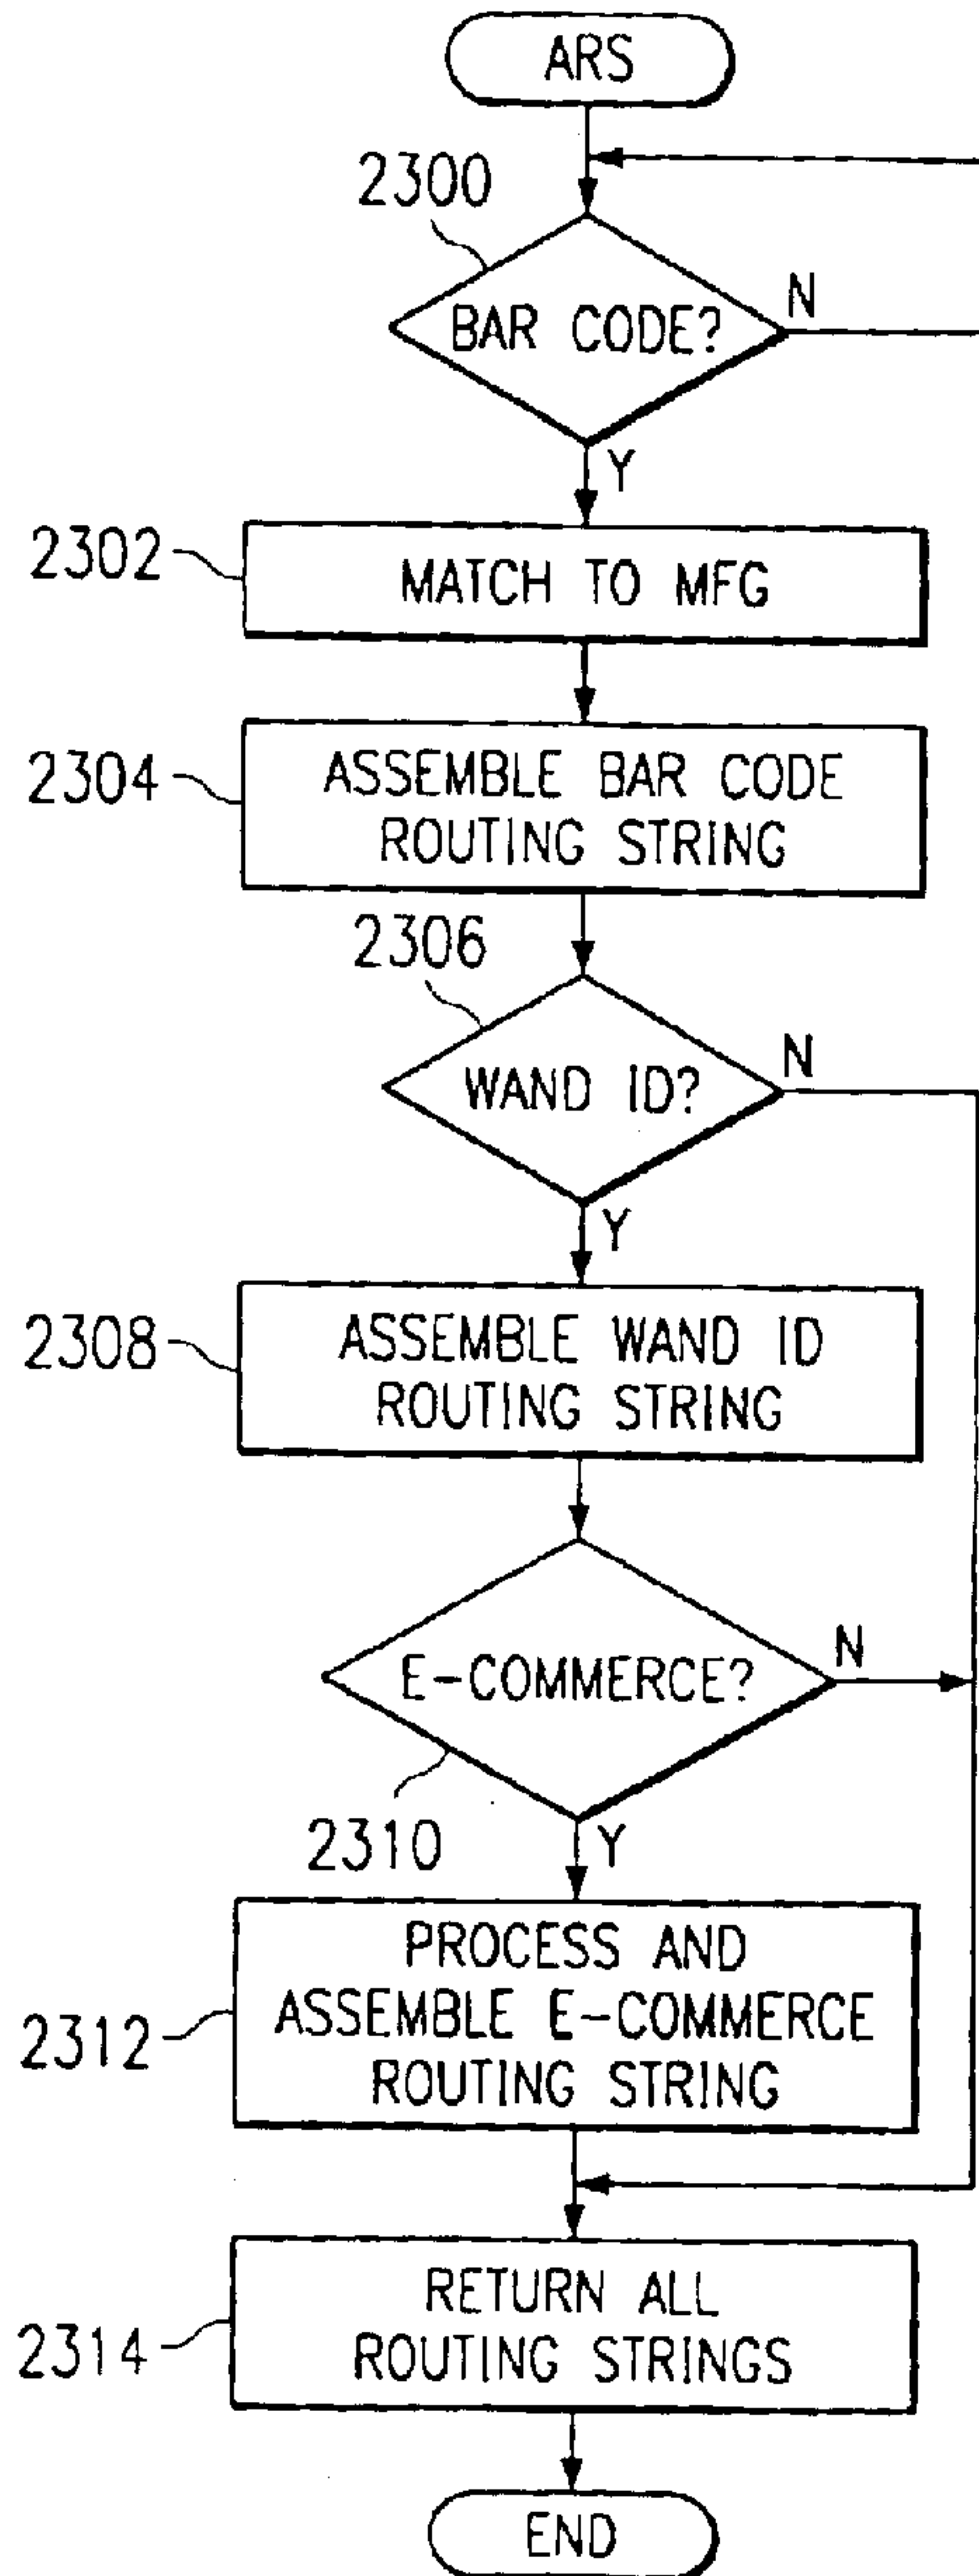 ARS
2300
BAR CODE?
N
Y
2302
MATCH TO MFG
2304
ASSEMBLE BAR CODE
ROUTING STRING
2306
WAND ID?
N
Y
2308
ASSEMBLE WAND ID
ROUTING STRING
E-COMMERCE?
N
2310
Y
2312
PROCESS AND
ASSEMBLE E-COMMERCE
ROUTING STRING
2314
RETURN ALL
ROUTING STRINGS
END